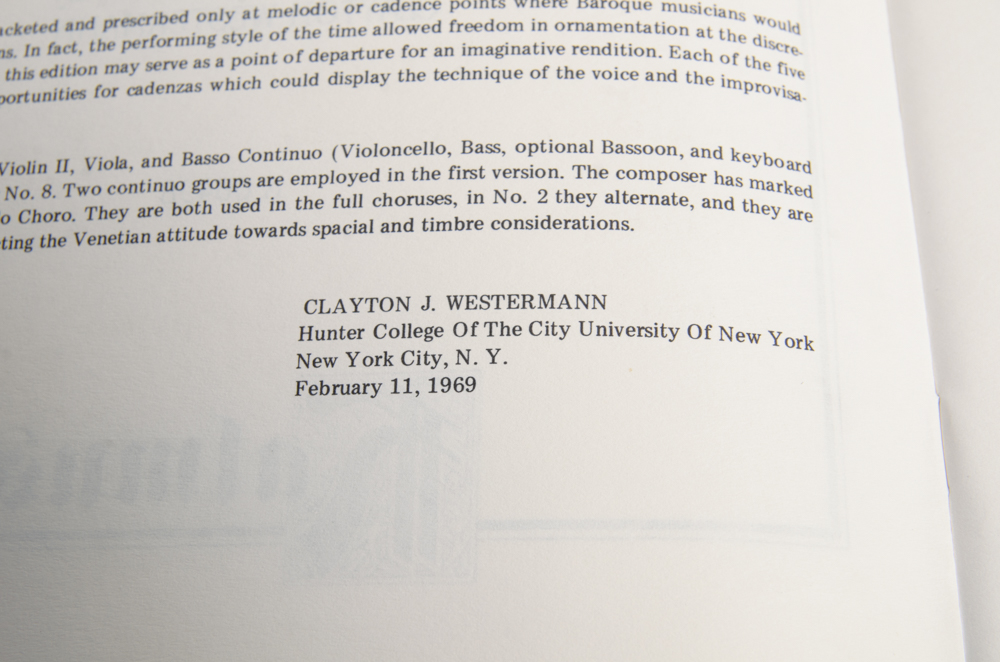 cketed and prescribed only at melodic or cadence points where Baroque musicians would
ns. In fact, the performing style of the time allowed freedom in ornamentation at the discre-
this edition may serve as a point of departure for an imaginative rendition. Each of the five
portunities for cadenzas which could display the technique of the voice and the improvisa-
Violin II, Viola, and Basso Continuo (Violoncello, Bass, optional Bassoon, and keyboard
No. 8. Two continuo groups are employed in the first version. The composer has marked
o Choro. They are both used in the full choruses, in No. 2 they alternate, and they are
ting the Venetian attitude towards spacial and timbre considerations.
CLAYTON J. WESTERMANN
Hunter College Of The City University Of New York
New York City, N. Y.
February 11, 1969